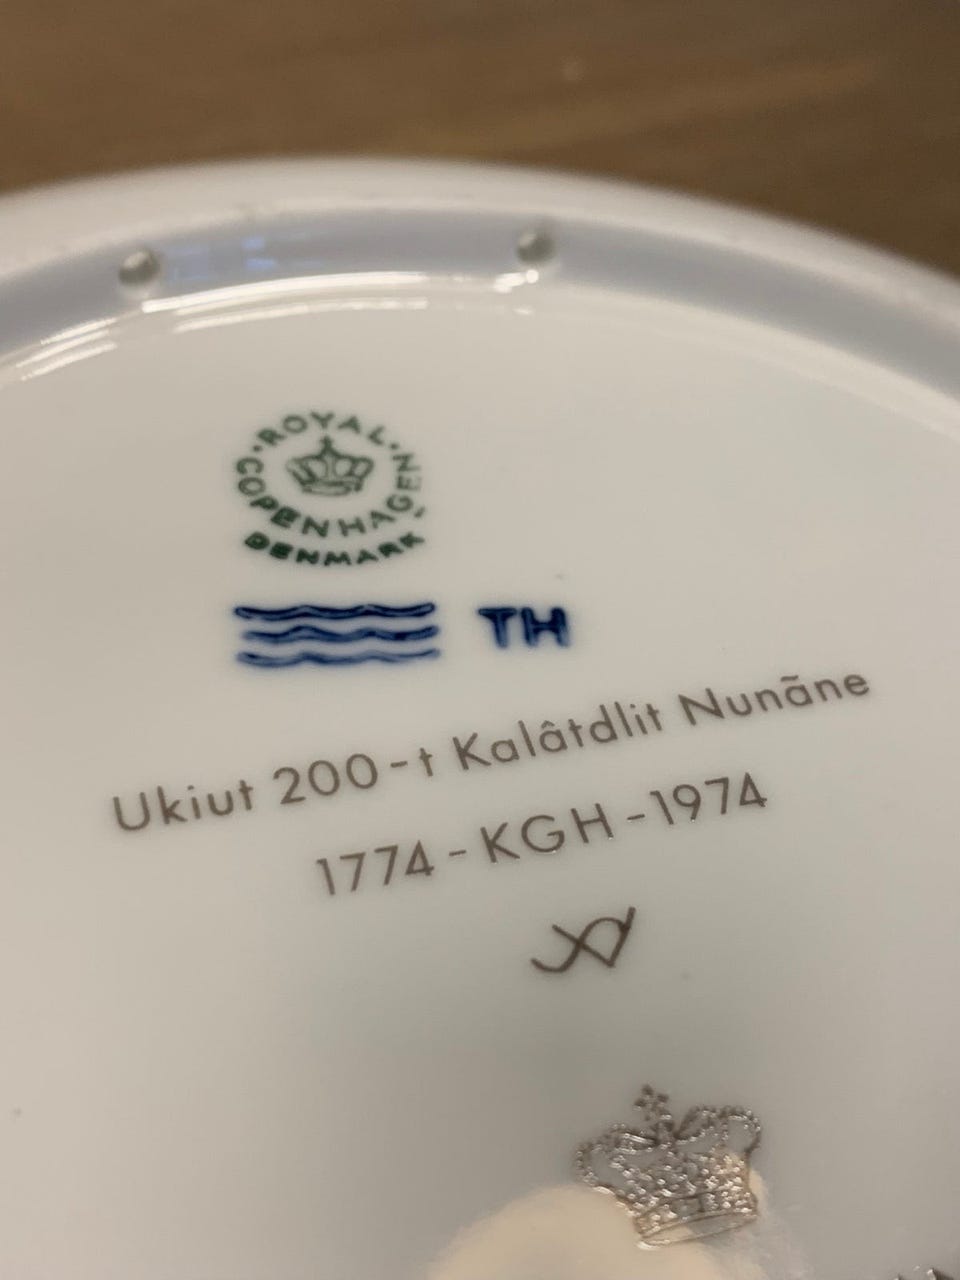 ROYAL
COPENHAGEN
DENMARK
TH
Ukiut 200-t Kalâtdlit Nunãne
1774-KGH-1974